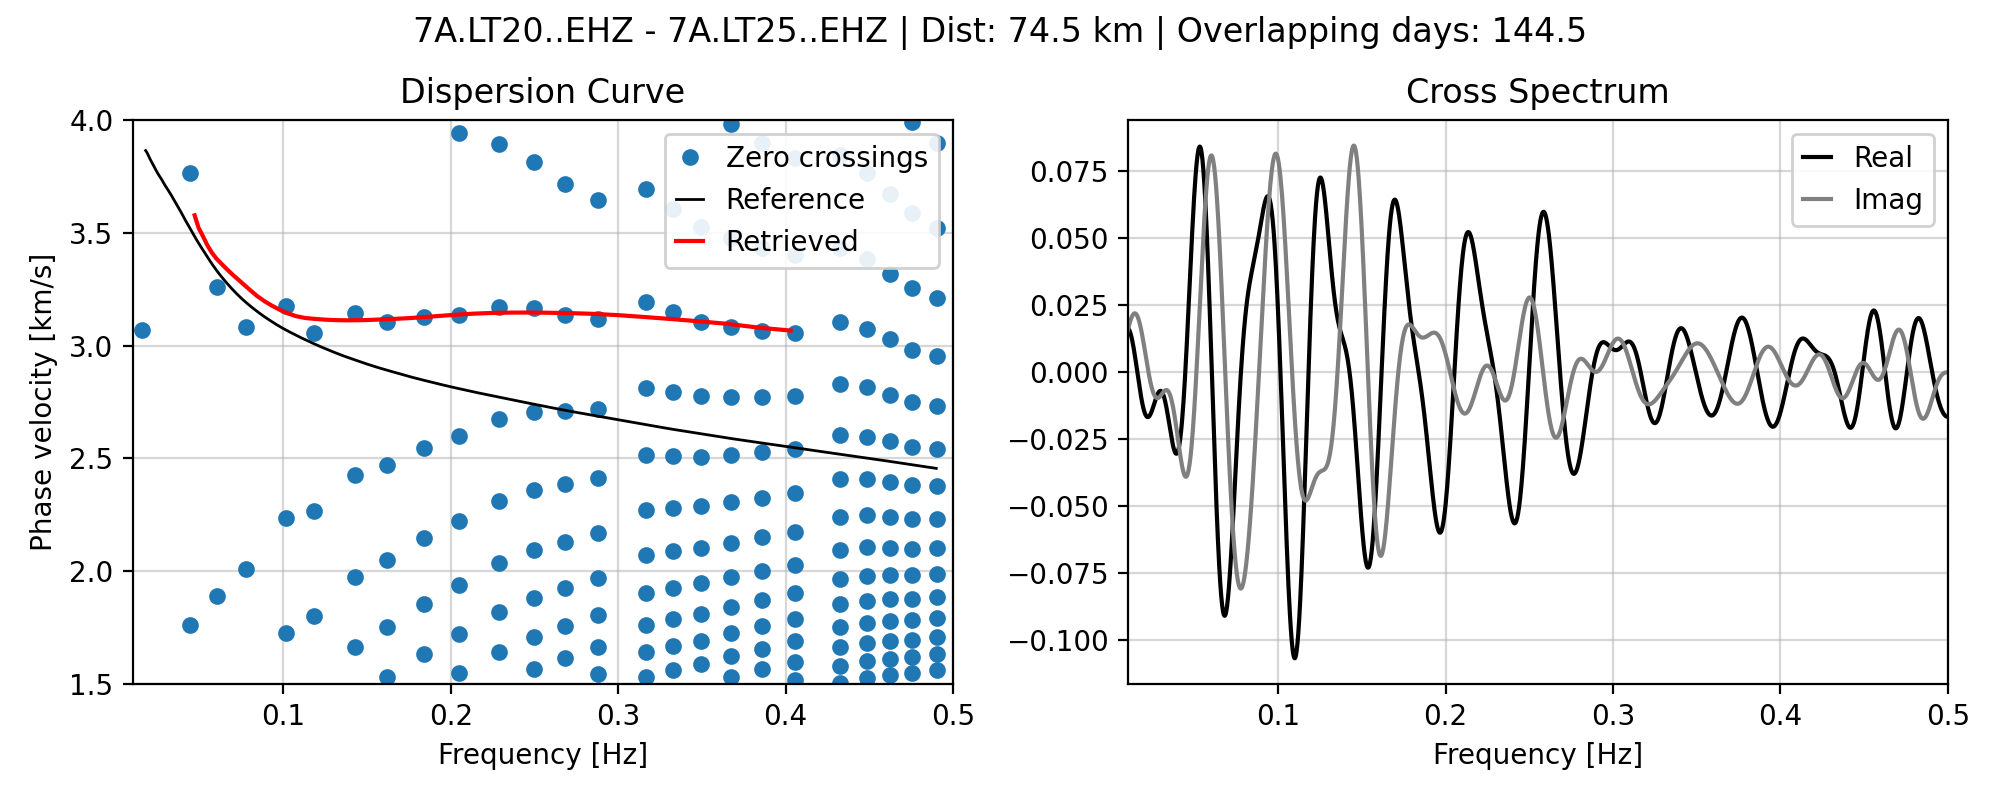 7A.LT20..EHZ - 7A.LT25..EHZ | Dist: 74.5 km | Overlapping days: 144.5
Dispersion Curve
4.0
3.5
3.0
2.5
2.0
1.5
Phase velocity [km/s]
Zero crossings
Reference
Retrieved
0.1
0.2
0.3
0.4
0.5
Frequency [Hz]
Cross Spectrum
0.075
0.050
0.025
0.000
−0.025
−0.050
−0.075
−0.100
Real
Imag
0.1
0.2
0.3
0.4
0.5
Frequency [Hz]